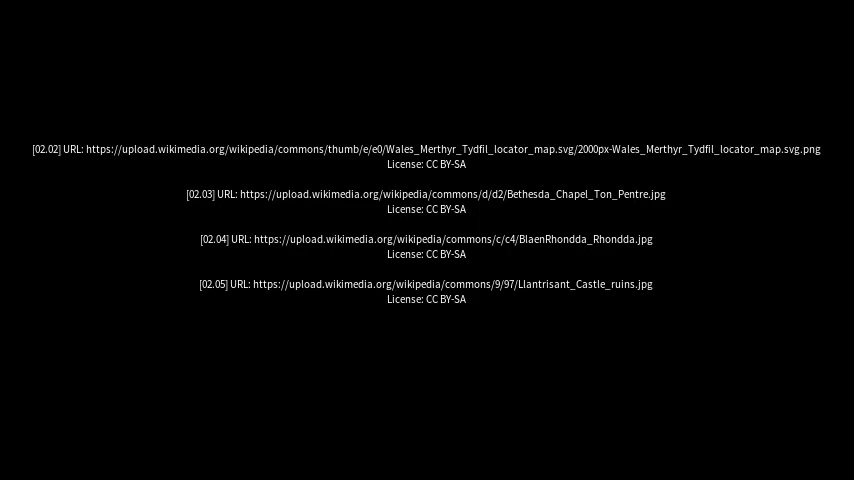 [02.02] URL: https://upload.wikimedia.org/wikipedia/commons/thumb/e/e0/Wales_Merthyr_Tydfil_locator_map.svg/2000px-Wales_Merthyr_Tydfil_locator_map.svg.png
License: CC BY-SA
[02.03] URL: https://upload.wikimedia.org/wikipedia/commons/d/d2/Bethesda_Chapel_Ton_Pentre.jpg
License: CC BY-SA
[02.04] URL: https://upload.wikimedia.org/wikipedia/commons/c/c4/BlaenRhondda_Rhondda.jpg
License: CC BY-SA
[02.05] URL: https://upload.wikimedia.org/wikipedia/commons/9/97/Llantrisant_Castle_ruins.jpg
License: CC BY-SA